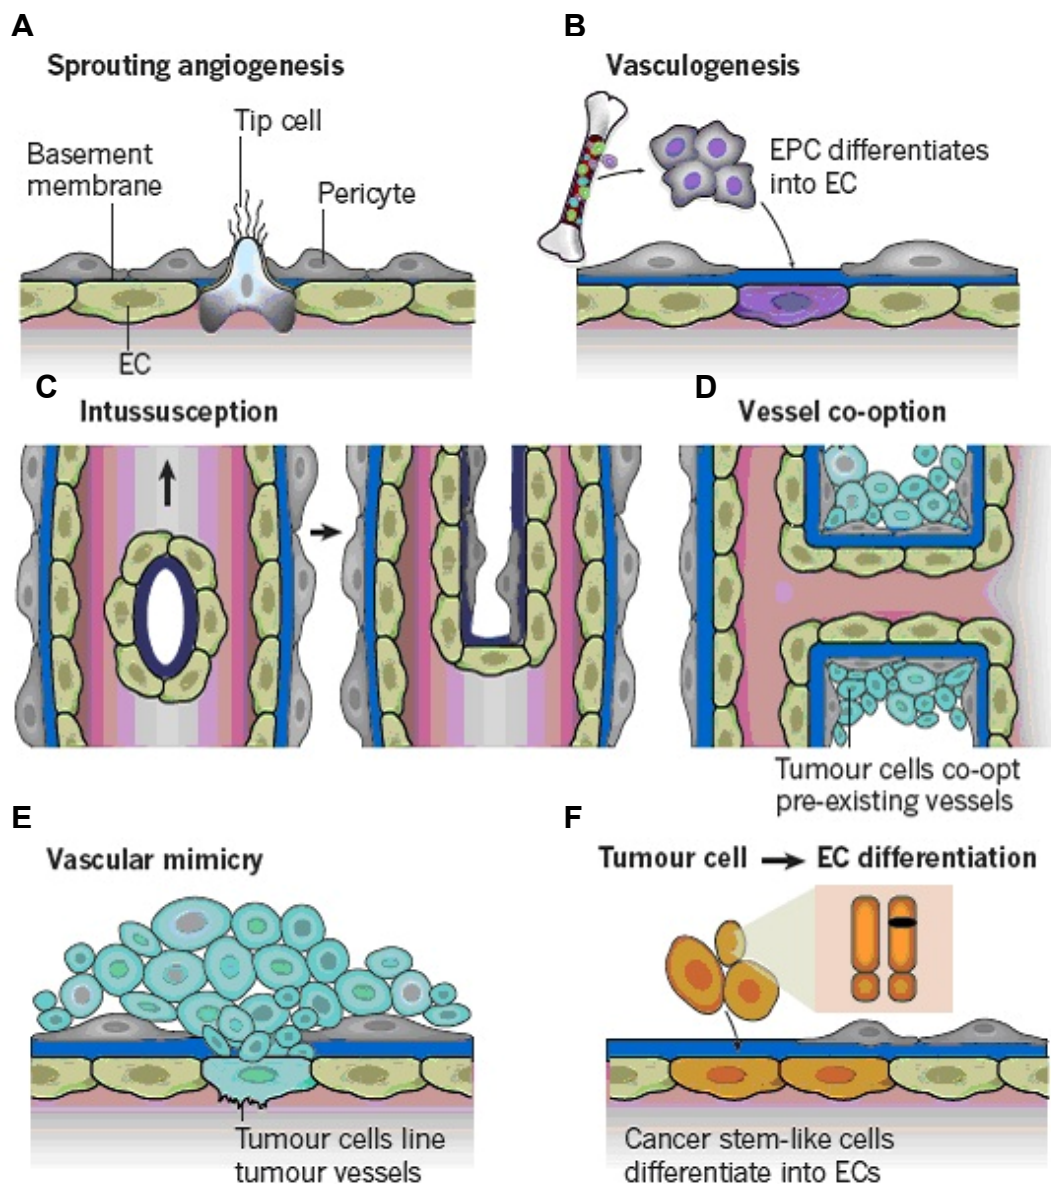 A
Sprouting angiogenesis
Tip cell
Basement
membrane
Pericyte
EC
B
Vasculogenesis
EPC differentiates
into EC
C
Intussusception
D
Vessel co-option
Tumour cells co-opt
pre-existing vessels
E
Vascular mimicry
Tumour cells line
tumour vessels
F
Tumour cell → EC differentiation
Cancer stem-like cells
differentiate into ECs